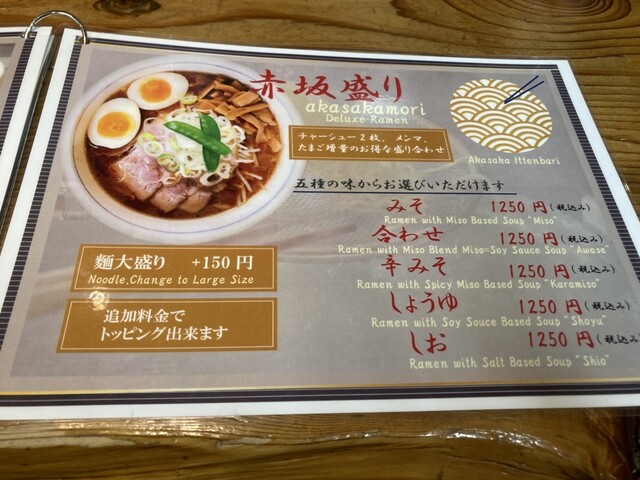 赤坂盛り
akasakamori
Deluxe Ramen
チャーシュー２枚、メンマ、
たまご増量のお得な盛り合わせ
Akasaka Ittenbari
五種の味からお選びいただけます
みそ 1250 円 (税込み)
Ramen with Miso Based Soup "Miso"
合わせ 1250 円 (税込み)
Ramen with Miso Blend Miso=Soy Sauce Soup "Awase"
辛みそ 1250 円 (税込み)
Ramen with Spicy Miso Based Soup "Karamiso"
しょうゆ 1250 円 (税込み)
Ramen with Soy Souce Based Soup "Shoyu"
しお 1250 円 (税込み)
Ramen with Salt Based Soup "Shio"
麺大盛り +150 円
Noodle,Change to Large Size
追加料金で
トッピング出来ます